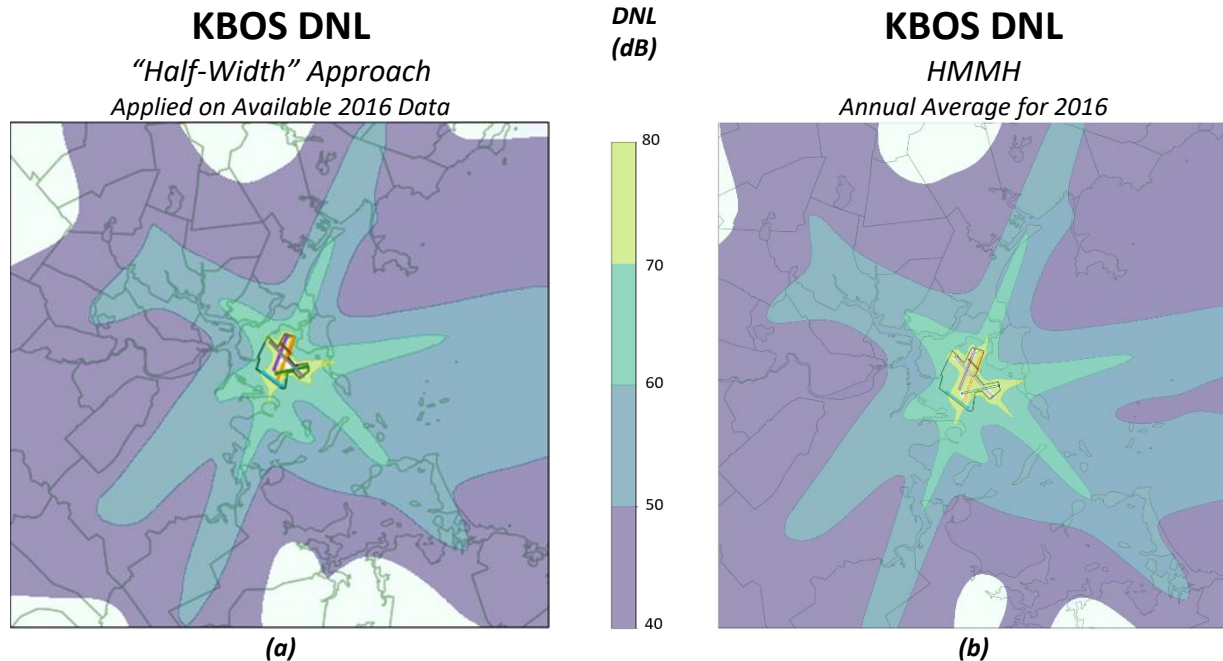 KBOS DNL
“Half-Width” Approach
Applied on Available 2016 Data
DNL
(dB)
KBOS DNL
HMMH
Annual Average for 2016
80
70
60
50
40
(a)
(b)